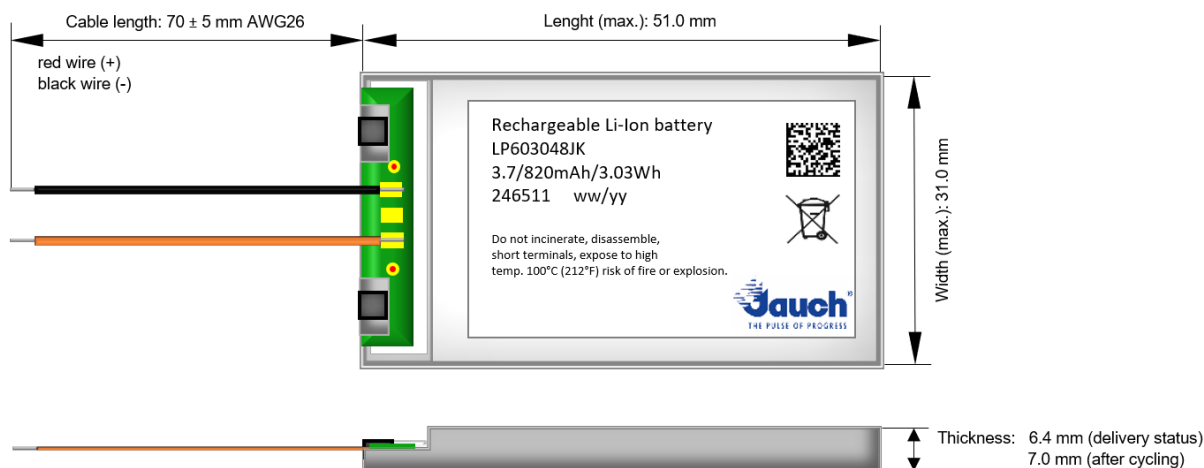 Cable length: 70 ± 5 mm AWG26
Lenght (max.): 51.0 mm
red wire (+)
black wire (-)
Rechargeable Li-Ion battery
LP603048JK
3.7/820mAh/3.03Wh
246511 ww/yy
Do not incinerate, disassemble,
short terminals, expose to high
temp. 100°C (212°F) risk of fire or explosion.
Jauch®
THE PULSE OF PROGRESS
Width (max.): 31.0 mm
Thickness: 6.4 mm (delivery status)
7.0 mm (after cycling)